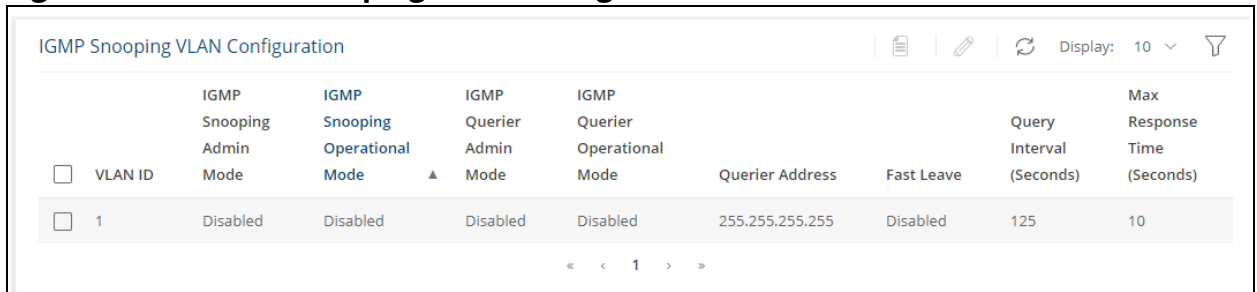 IGMP Snooping VLAN Configuration
Display: 10
IGMP Snooping Admin Mode
IGMP Snooping Operational Mode ▲
IGMP Querier Admin Mode
IGMP Querier Operational Mode
Query Interval (Seconds)
Max Response Time (Seconds)
VLAN ID
Querier Address
Fast Leave
1 Disabled Disabled Disabled Disabled 255.255.255.255 Disabled 125 10
« ‹ 1 › »